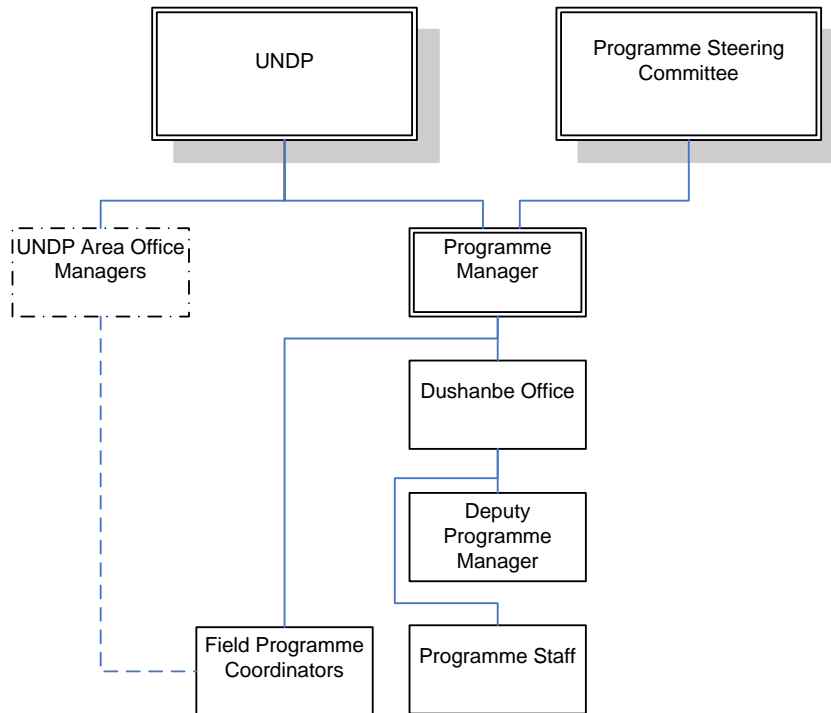 UNDP
Programme Steering
Committee
UNDP Area Office
Managers
Programme
Manager
Dushanbe Office
Deputy
Programme
Manager
Field Programme
Coordinators
Programme Staff